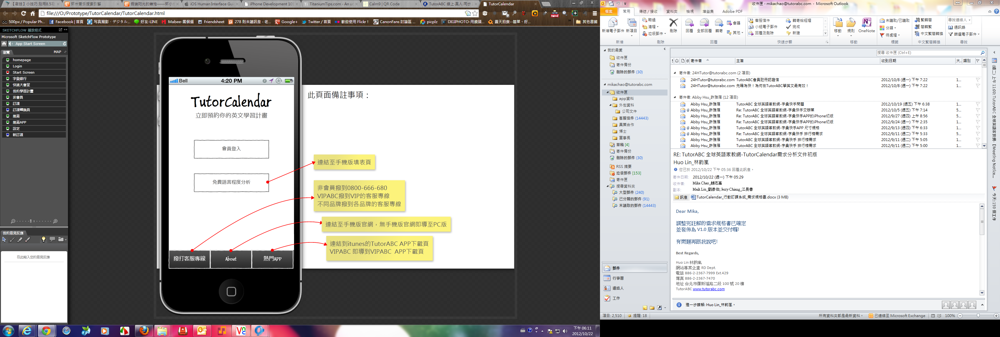 【密技】小技巧:別用8.5攻
虾米音乐搜索引擎
假装阳光的蜡烛——虾小
iOS Human Interface Gui
iPhone Development 101
TitaniumTips.com - An u
Calm9 | QR Code
TutorABC 線上·真人·同步
TutorCalendar
file:///O:/Prototype/TutorCalendar/TutorCalendar.html
500px / Popular Ph...
Facebook | 首頁
写真撮影・デジタル...
好友-LINE
Mabee-罵個逼
Friendsheet
278 則未讀訊息 - 老...
Google+
Twitter / 首頁
歡迎使用 Flickr !
CanonFans 討論區 ...
picplz
DIGIPHOTO-用鏡頭...
露天拍賣--簡單、好...
其他書籤
SKETCHFLOW 播放程式
Microsoft SketchFlow Prototype
App Start Screen
瀏覽
MAP
homepage
Login
Start Screen
字彙銀行
快速大會堂
我的學習計畫
非會員
訂課
訂課轉換頁
推薦
推薦APP
設定
新訂課
我的意見反應
在此輸入您的意見反應
Bell
4:20 PM
TutorCalendar
立即預約你的英文學習計畫
會員登入
免費語言程度分析
撥打客服專線
About
熱門APP
此頁面備註事項：
連結至手機版填表頁
非會員撥到0800-666-680
VIPABC撥到VIP的客服專線
不同品牌撥到各品牌的客服專線
連結至手機版官網，無手機版官網即導至PC版
連結到itunes的TutorABC APP下載頁
VIPABC 即導到VIPABC APP下載頁
下午 06:11
2012/10/22
收件匣 - mikachao@tutorabc.com - Microsoft Outlook
檔案
常用
傳送 / 接收
資料夾
檢視
增益集
Adobe PDF
新增電子郵件
新項目
新增
略過
清理
垃圾郵件
刪除
刪除
回覆
全部回覆
轉寄
會議
其他
回覆
客服信件
小組電子郵件
回覆及刪除
轉寄給經理
完成
新建
快速步驟
移動
規則
OneNote
移動
未讀取/已讀取
分類
待處理
標籤
繁轉簡
簡轉繁
中文繁簡轉換
中文繁簡轉換
尋找連絡人
通訊錄
篩選電子郵件
尋找
我的最愛
收件匣
寄件備份
刪除的郵件 (30)
mikachao@tutorabc.com
收件匣
app資料
外包資料
公司文件
客服信件 (14443)
異業合作
博士
董事長
草稿 [4]
寄件備份
刪除的郵件 (30)
RSS 摘要
垃圾郵件 [153]
寄件匣
搜尋資料夾
大型郵件 (240)
已分類的郵件 (91)
未讀取的郵件 (14443)
郵件
行事曆
連絡人
工作
搜尋 收件匣 (Ctrl+E)
寄件者
主旨
收到日期
大...
類別
寄件者: 24HTutor@tutorabc.com (2 項目)
24HTutor@tutorabc.com TutorABC會員註冊認證信 2012/10/8 (週一) 下午 7:22 1...
24HTutor@tutorabc.com 先睹為快！為何在TutorABC學英文最有效！ 2012/10/8 (週一) 下午 7:22 1...
寄件者: Abby Hsu_許雅雁 (12 項目)
Abby Hsu_許雅雁 TutorABC 全球英語家教網-字彙快手問題 2012/10/19 (週五) 下午 6:38 1...
Abby Hsu_許雅雁 Re: TutorABC 全球英語家教網-字彙快手交辦單 2012/10/5 (週五) 下午 7:14 5...
Abby Hsu_許雅雁 Re: TutorABC 全球英語家教網-字彙快手APP的iPhone切版 2012/9/27 (週四) 上午 8:56 5...
Abby Hsu_許雅雁 Re: TutorABC 全球英語家教網-字彙快手APP的iPhone切版 2012/9/24 (週一) 下午 2:35 1...
Abby Hsu_許雅雁 TutorABC 全球英語家教網-字彙快手APP 尺寸規格 2012/9/13 (週四) 下午 6:33 1...
Abby Hsu_許雅雁 Re: TutorABC 全球英語家教網-字彙快手 排行榜需求 2012/9/11 (週二) 下午 5:33 5...
Abby Hsu_許雅雁 TutorABC 全球英語家教網-字彙快手 排行榜需求 2012/9/11 (週二) 下午 5:05 1...
Abby Hsu_許雅雁 TutorABC 全球英語家教網-字彙快手 排行榜需求 2012/9/11 (週二) 下午 5:00 1...
RE: TutorABC 全球英語家教網-TutorCalendar需求分析文件初版
Huo Lin_林韵嵐
您已於 2012/10/22 下午 05:36 回覆此訊息。
寄件日期: 2012/10/22 (週一) 下午 05:29
收件者: Mika Chao_趙志嘉
副本: Maik Liu_劉彥伯; Jerry Chiang_江旻書
訊息
TutorCalendar_行動訂課系統_需求規格書.docx (3 MB)
Dear Mika,
調整完註解的需求規格書已確定
並發佈為 V1.0 版本並交付囉!
有問題再跟我說吧!
Best Regards,
Huo Lin 林韵嵐
網站專案企畫 RD Dept.
電話 886-2-2367-7999 Ext.429
傳真 886-2-2367-7470
地址 台北市羅斯福路二段 100 號 20 樓
TutorABC www.tutorabc.com
進一步瞭解: Huo Lin_林韵嵐。
(週二) 上午 11:00: TutorABC 全球英語家教網-【Meeting Notice...
今天: 159 個工作
項目: 2,510
提醒: 18
所有資料夾都是最新資料。
已連線至 Microsoft Exchange
100%